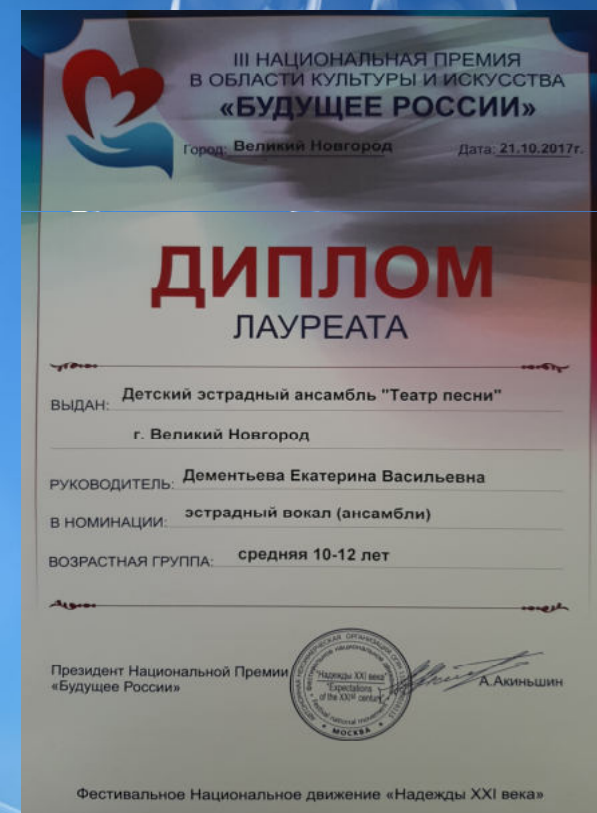 III НАЦИОНАЛЬНАЯ ПРЕМИЯ
В ОБЛАСТИ КУЛЬТУРЫ И ИСКУССТВА
«БУДУЩЕЕ РОССИИ»
Город: Великий Новгород Дата: 21.10.2017г.
ДИПЛОМ
ЛАУРЕАТА
ВЫДАН: Детский эстрадный ансамбль "Театр песни"
г. Великий Новгород
РУКОВОДИТЕЛЬ: Дементьева Екатерина Васильевна
В НОМИНАЦИИ: эстрадный вокал (ансамбли)
ВОЗРАСТНАЯ ГРУППА: средняя 10-12 лет
Президент Национальной Премии
«Будущее России»
"Надежды XXI века"
"Expectations
of the XXIst century"
МОСКВА
А.Акиньшин
Фестивальное Национальное движение «Надежды XXI века»